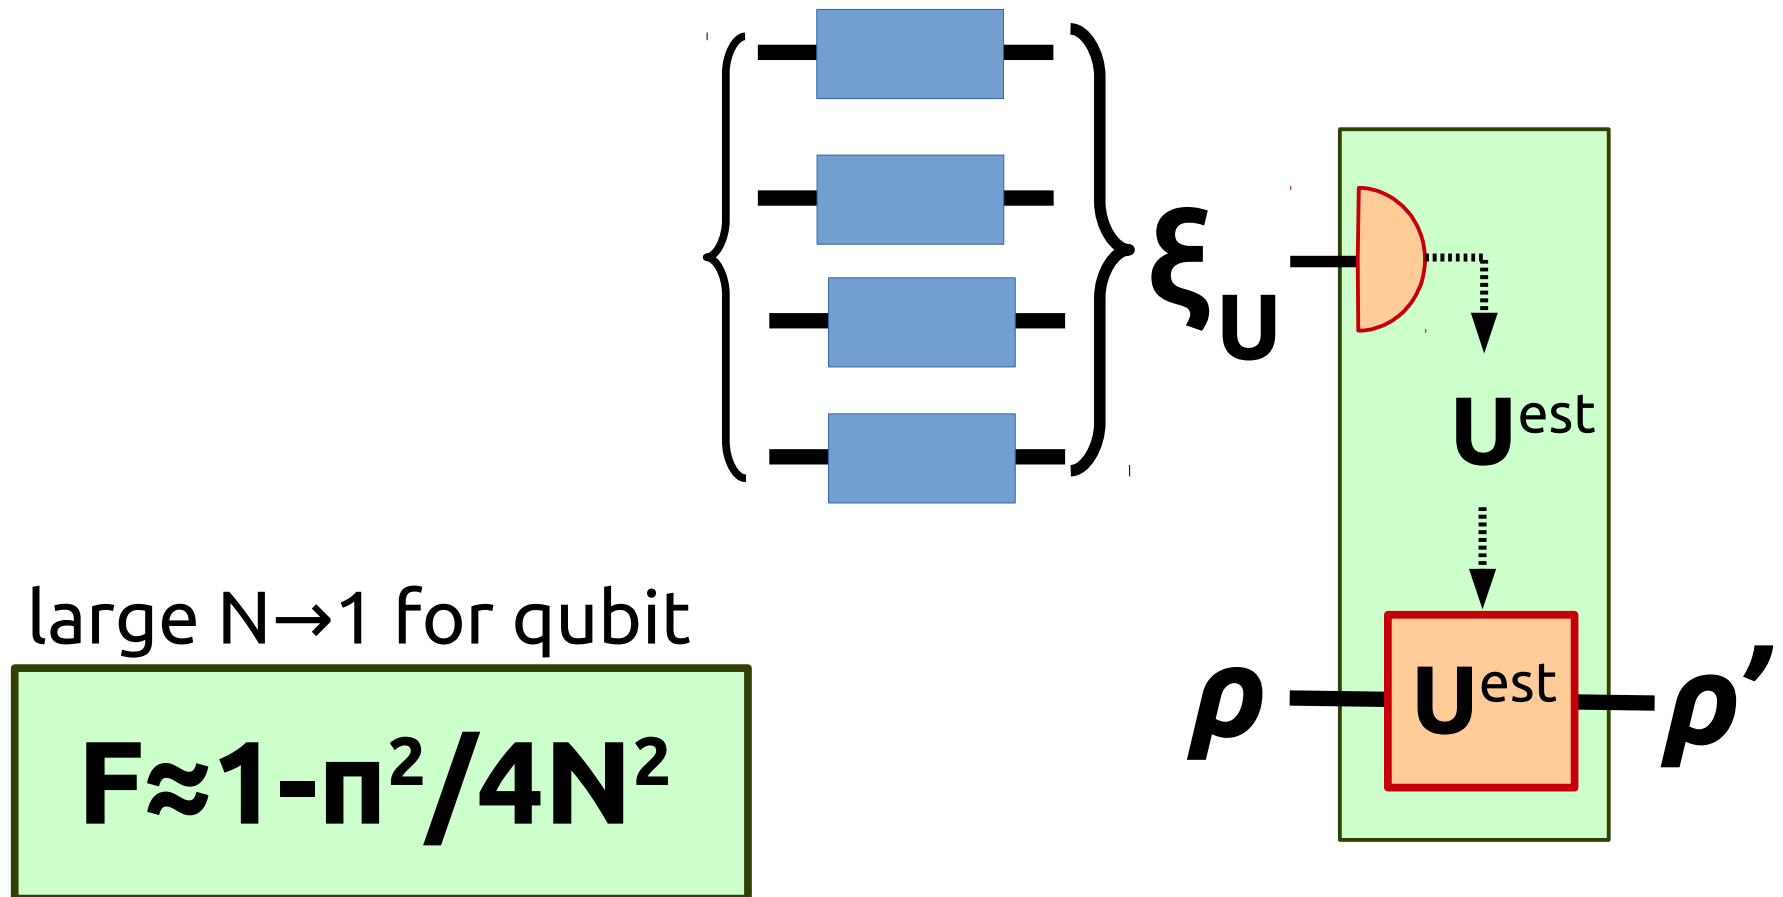 ξU
Uest
large N→1 for qubit
F≈1-π²/4N²
ρ Uest ρ’